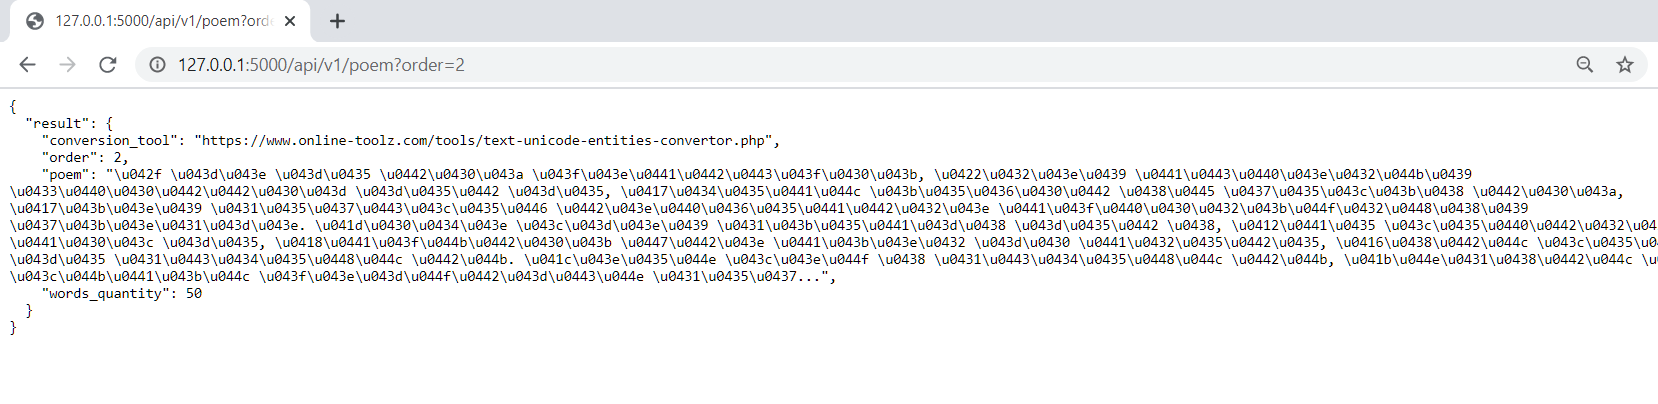 127.0.0.1:5000/api/v1/poem?orde
127.0.0.1:5000/api/v1/poem?order=2
{
"result": {
"conversion_tool": "https://www.online-toolz.com/tools/text-unicode-entities-convertor.php",
"order": 2,
"poem": "\u042f \u043d\u043e \u043d\u0435 \u0442\u0430\u043a \u043f\u043e\u0441\u0442\u0443\u043f\u0430\u043b, \u0422\u0432\u043e\u0439 \u0441\u0443\u0440\u043e\u0432\u044b\u0439
\u0433\u0440\u0430\u0442\u0442\u0430\u043d \u043d\u0435\u0442 \u043d\u0435, \u0417\u0434\u0435\u0441\u044c \u043b\u0435\u0436\u0430\u0442 \u0438\u0445 \u0437\u0435\u043c\u043b\u0438 \u0442\u0430\u043a,
\u0417\u043b\u043e\u0439 \u0431\u0435\u0437\u0443\u043c\u0435\u0446 \u0442\u043e\u0440\u0436\u0435\u0441\u0442\u0432\u043e \u0441\u043f\u0440\u0430\u0432\u043b\u044f\u0432\u0448\u0438\u0439
\u0437\u043b\u043e\u0431\u043d\u043e. \u041d\u0430\u0434\u043e \u043c\u043d\u043e\u0439 \u0431\u043b\u0435\u0441\u043d\u0438 \u043d\u0435\u0442 \u0438, \u0412\u0441\u0435 \u043c\u0435\u0440\u0442\u0432\u04
\u0441\u0430\u043c \u043d\u0435, \u0418\u0441\u043f\u044b\u0442\u0430\u043b \u0447\u0442\u043e \u0441\u043b\u043e\u0432 \u043d\u0430 \u0441\u0432\u0435\u0442\u0435, \u0416\u0438\u0442\u044c \u043c\u0435\u0
\u043d\u0435 \u0431\u0443\u0434\u0435\u0448\u044c \u0442\u044b. \u041c\u043e\u0435\u044e \u043c\u043e\u044f \u0438 \u0431\u0443\u0434\u0435\u0448\u044c \u0442\u044b, \u041b\u044e\u0431\u0438\u0442\u044c \u
\u043c\u044b\u0441\u043b\u044c \u043f\u043e\u043d\u044f\u0442\u043d\u0443\u044e \u0431\u0435\u0437...",
"words_quantity": 50
}
}